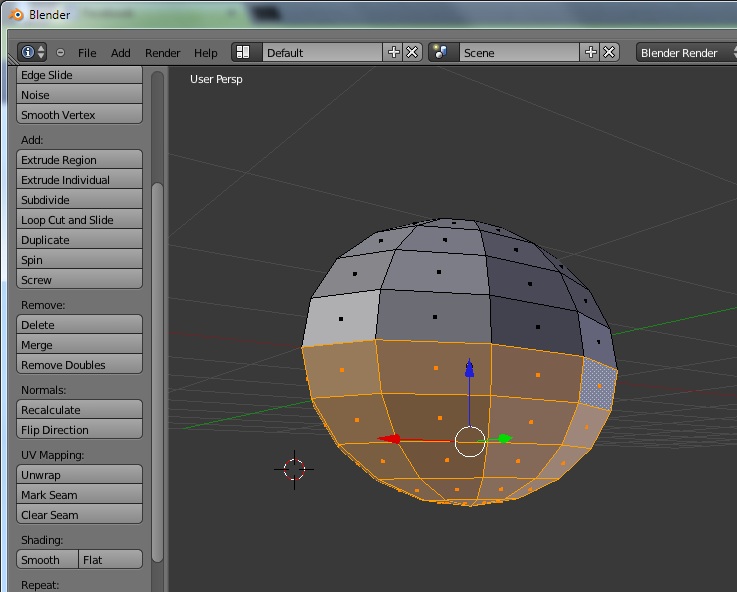 Blender
File Add Render Help Default Scene Blender Render
User Persp
Edge Slide
Noise
Smooth Vertex
Add:
Extrude Region
Extrude Individual
Subdivide
Loop Cut and Slide
Duplicate
Spin
Screw
Remove:
Delete
Merge
Remove Doubles
Normals:
Recalculate
Flip Direction
UV Mapping:
Unwrap
Mark Seam
Clear Seam
Shading:
Smooth Flat
Repeat: